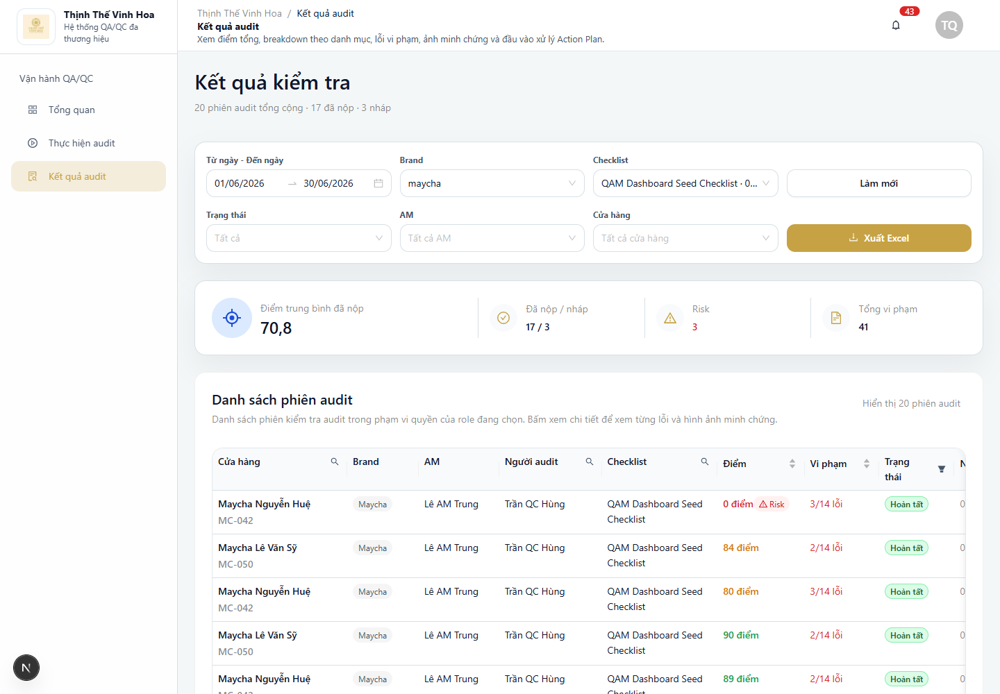 Thịnh Thế Vinh Hoa
Hệ thống QA/QC đa
thương hiệu
Thịnh Thế Vinh Hoa / Kết quả audit
Kết quả audit
Xem điểm tổng, breakdown theo danh mục, lỗi vi phạm, ảnh minh chứng và đầu vào xử lý Action Plan.
43
TQ
Vận hành QA/QC
Tổng quan
Thực hiện audit
Kết quả audit
Kết quả kiểm tra
20 phiên audit tổng cộng · 17 đã nộp · 3 nháp
Từ ngày - Đến ngày
Brand
Checklist
01/06/2026 → 30/06/2026
maycha
QAM Dashboard Seed Checklist · 0...
Làm mới
Trạng thái
AM
Cửa hàng
Tất cả
Tất cả AM
Tất cả cửa hàng
Xuất Excel
Điểm trung bình đã nộp
70,8
Đã nộp / nháp
17 / 3
Risk
3
Tổng vi phạm
41
Danh sách phiên audit
Hiển thị 20 phiên audit
Danh sách phiên kiểm tra audit trong phạm vi quyền của role đang chọn. Bấm xem chi tiết để xem từng lỗi và hình ảnh minh chứng.
Cửa hàng Brand AM Người audit Checklist Điểm Vi phạm Trạng thái
Maycha Nguyễn Huệ Maycha Lê AM Trung Trần QC Hùng QAM Dashboard Seed 0 điểm Risk 3/14 lỗi Hoàn tất
MC-042 Checklist
Maycha Lê Văn Sỹ Maycha Lê AM Trung Trần QC Hùng QAM Dashboard Seed 84 điểm 2/14 lỗi Hoàn tất
MC-050 Checklist
Maycha Nguyễn Huệ Maycha Lê AM Trung Trần QC Hùng QAM Dashboard Seed 80 điểm 3/14 lỗi Hoàn tất
MC-042 Checklist
Maycha Lê Văn Sỹ Maycha Lê AM Trung Trần QC Hùng QAM Dashboard Seed 90 điểm 2/14 lỗi Hoàn tất
MC-050 Checklist
Maycha Nguyễn Huệ Maycha Lê AM Trung Trần QC Hùng QAM Dashboard Seed 89 điểm 2/14 lỗi Hoàn tất